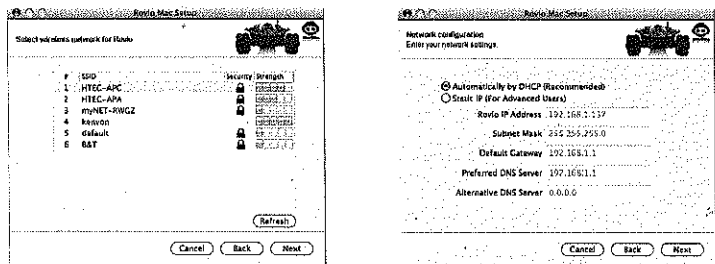 Rovio Mac Setup
Select wireless network for Rovio
# SSID Security Strength
1 HTEC-APC
2 HTEC-APA
3 myNET-RWGZ
4 kenyon
5 default
6 B&T
Refresh
Cancel Back Next
Rovio Mac Setup
Network configuration
Enter your network settings.
Automatically by DHCP (Recommended)
Static IP (For Advanced Users)
Rovio IP Address 192.168.1.137
Subnet Mask 255.255.255.0
Default Gateway 192.168.1.1
Preferred DNS Server 192.168.1.1
Alternative DNS Server 0.0.0.0
Cancel Back Next